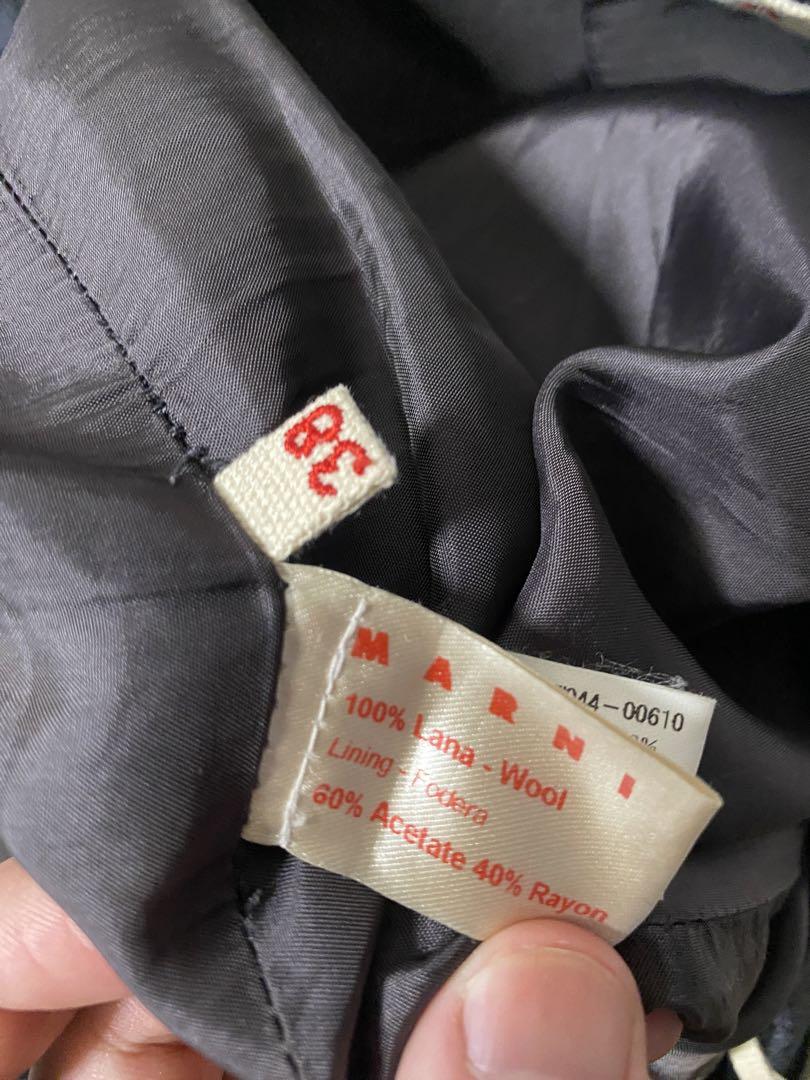 38
MARNI
100% Lana - Wool
Lining - Fodera
60% Acetate 40% Rayon
044-00610